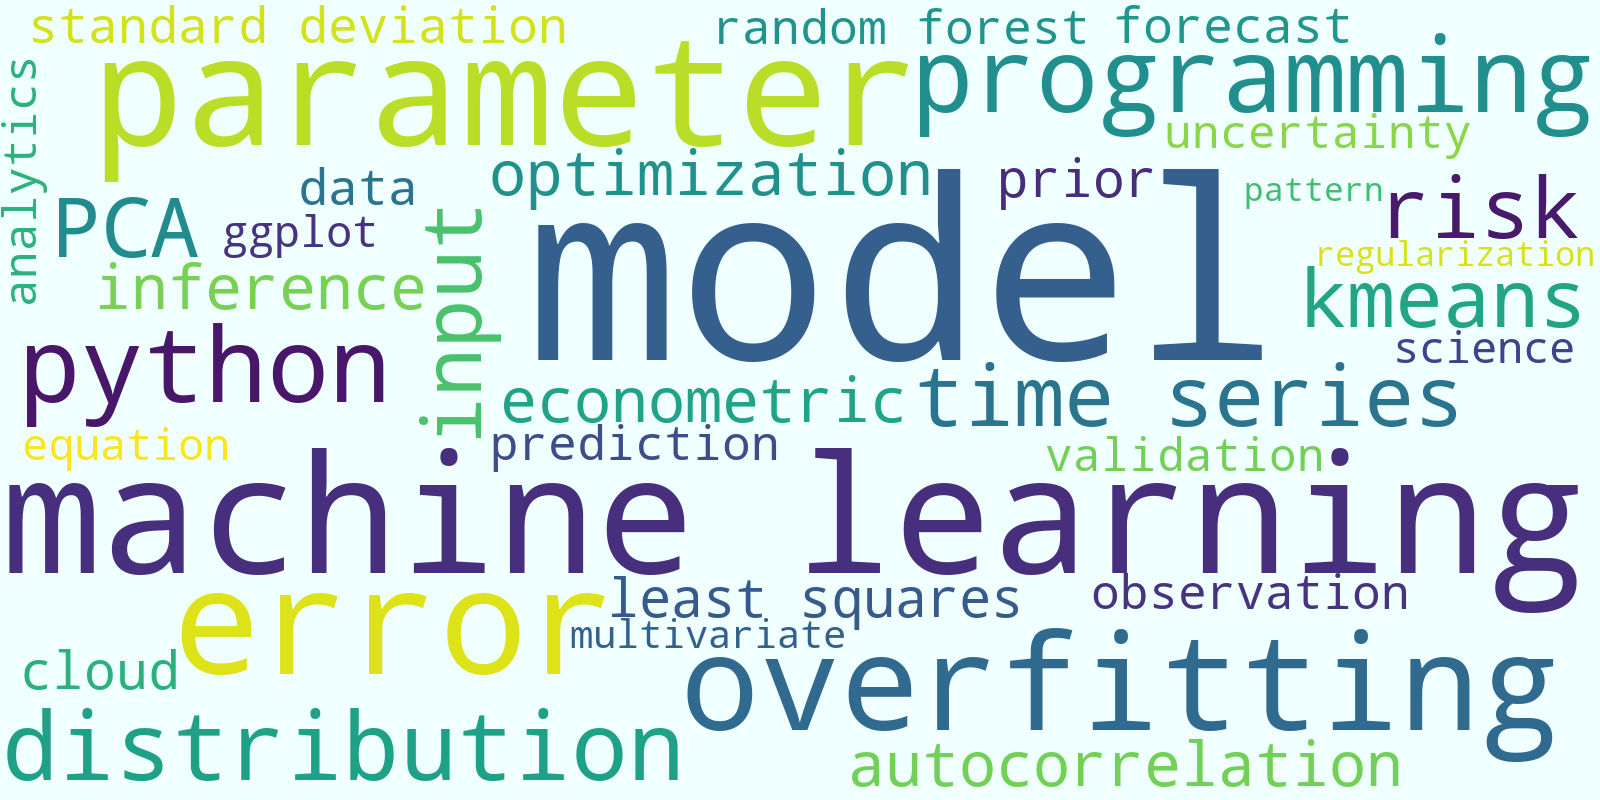 standard deviation
random forest
forecast
parameter
programming
analytics
uncertainty
optimization
data
prior
pattern
risk
PCA
ggplot
input
model
regularization
inference
kmeans
python
science
econometric
time series
equation
prediction
validation
machine learning
error
least squares
observation
multivariate
cloud
overfitting
distribution
autocorrelation